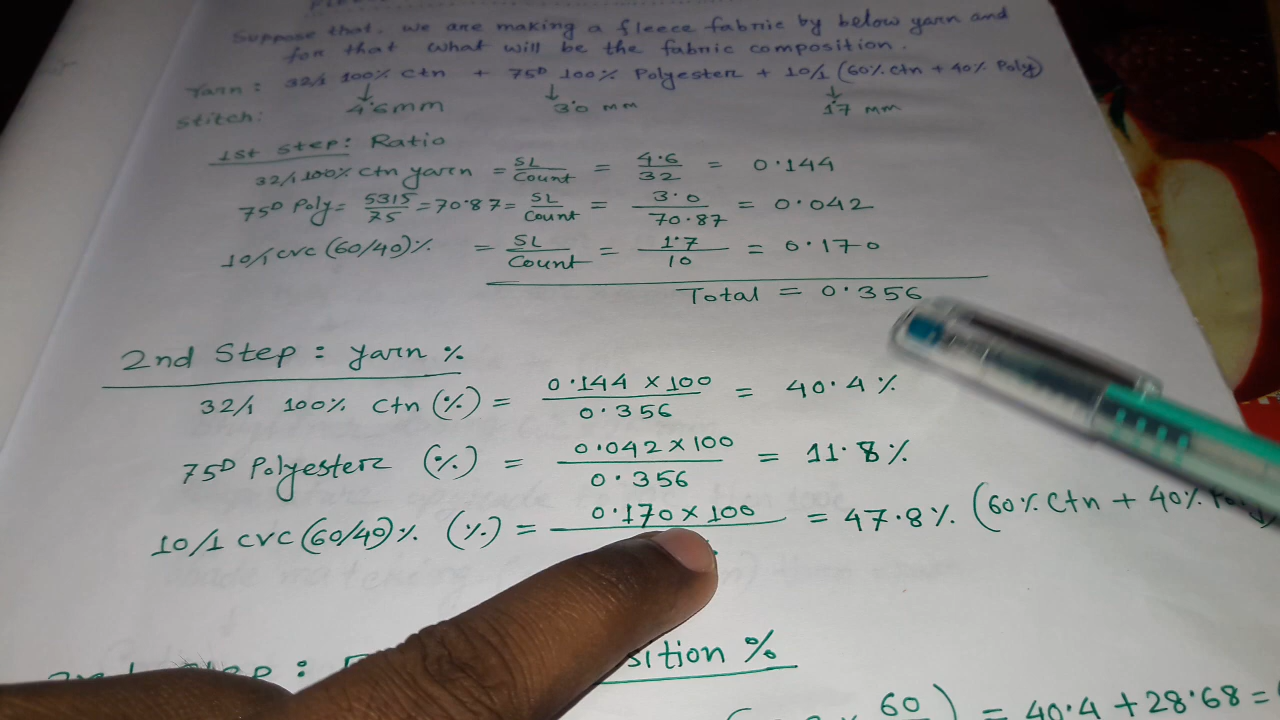 Suppose that, we are making a fleece fabric by below yarn and
for that what will be the fabric composition.
Yarn: 32/1 100% Ctn + 75D 100% Polyester + 10/1 (60% Ctn + 40% Poly)
Stitch: 4.6 mm 3.0 mm 1.7 mm
1st Step: Ratio
32/1 100% Ctn yarn = SL/Count = 4.6/32 = 0.144
75D Poly = 5315/75 = 70.87 = SL/Count = 3.0/70.87 = 0.042
10/1 CVC (60/40)% = SL/Count = 1.7/10 = 0.170
Total = 0.356
2nd Step: Yarn %
32/1 100% Ctn (%) = 0.144 x 100/0.356 = 40.4%
75D Polyester (%) = 0.042 x 100/0.356 = 11.8%
10/1 CVC (60/40)% (%) = 0.170 x 100 = 47.8% (60% Ctn + 40%
Step: sition %
60) = 40.4 + 28.68 =